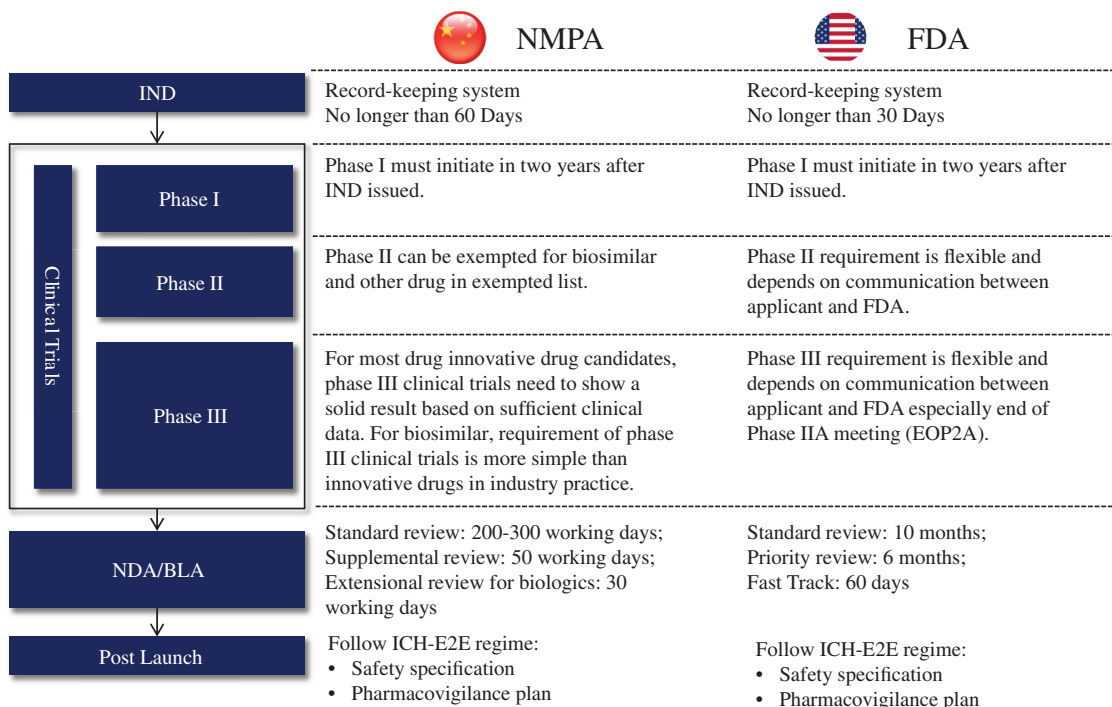 NMPA
FDA
IND
Record-keeping system
No longer than 60 Days
Record-keeping system
No longer than 30 Days
Clinical Trials
Phase I
Phase I must initiate in two years after
IND issued.
Phase I must initiate in two years after
IND issued.
Phase II
Phase II can be exempted for biosimilar
and other drug in exempted list.
Phase II requirement is flexible and
depends on communication between
applicant and FDA.
Phase III
For most drug innovative drug candidates,
phase III clinical trials need to show a
solid result based on sufficient clinical
data. For biosimilar, requirement of phase
III clinical trials is more simple than
innovative drugs in industry practice.
Phase III requirement is flexible and
depends on communication between
applicant and FDA especially end of
Phase IIA meeting (EOP2A).
NDA/BLA
Standard review: 200-300 working days;
Supplemental review: 50 working days;
Extensional review for biologics: 30
working days
Standard review: 10 months;
Priority review: 6 months;
Fast Track: 60 days
Post Launch
Follow ICH-E2E regime:
• Safety specification
• Pharmacovigilance plan
Follow ICH-E2E regime:
• Safety specification
• Pharmacovigilance plan